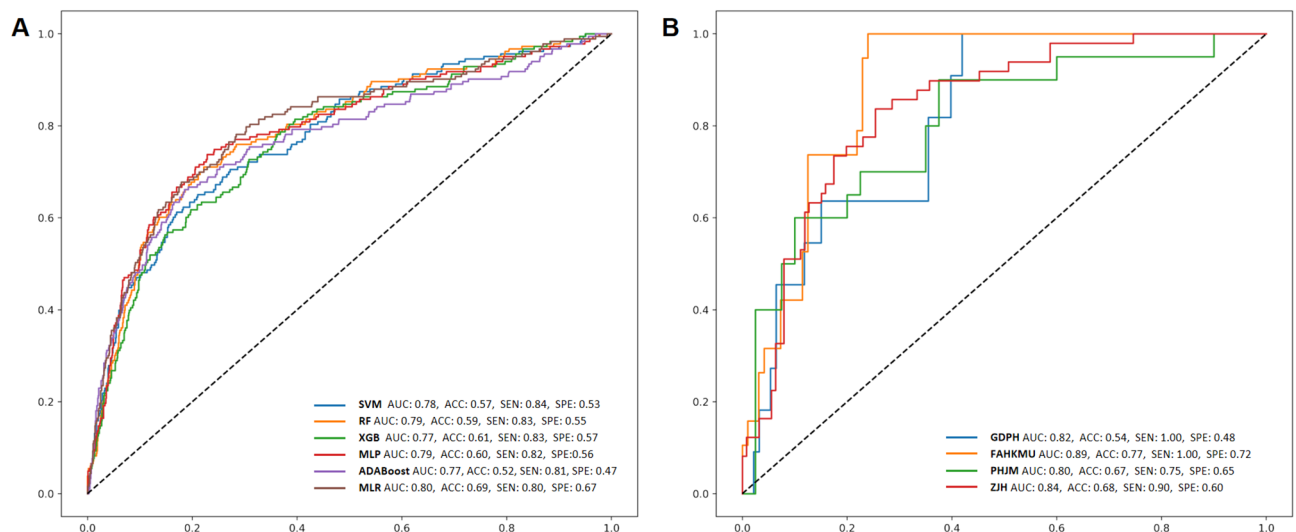 A
1.0
0.8
0.6
0.4
0.2
0.0
0.0 0.2 0.4 0.6 0.8 1.0
SVM AUC: 0.78, ACC: 0.57, SEN: 0.84, SPE: 0.53
RF AUC: 0.79, ACC: 0.59, SEN: 0.83, SPE: 0.55
XGB AUC: 0.77, ACC: 0.61, SEN: 0.83, SPE: 0.57
MLP AUC: 0.79, ACC: 0.60, SEN: 0.82, SPE:0.56
ADABoost AUC: 0.77, ACC: 0.52, SEN: 0.81, SPE: 0.47
MLR AUC: 0.80, ACC: 0.69, SEN: 0.80, SPE: 0.67
B
1.0
0.8
0.6
0.4
0.2
0.0
0.0 0.2 0.4 0.6 0.8 1.0
GDPH AUC: 0.82, ACC: 0.54, SEN: 1.00, SPE: 0.48
FAHKMU AUC: 0.89, ACC: 0.77, SEN: 1.00, SPE: 0.72
PHJM AUC: 0.80, ACC: 0.67, SEN: 0.75, SPE: 0.65
ZJH AUC: 0.84, ACC: 0.68, SEN: 0.90, SPE: 0.60